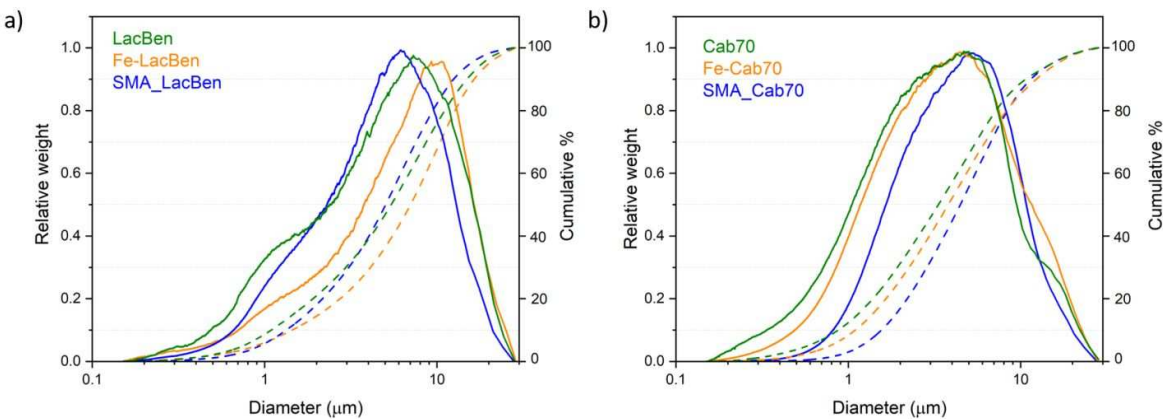 a)
LacBen
Fe-LacBen
SMA_LacBen
Relative weight
1.0
0.8
0.6
0.4
0.2
0.0
Cumulative %
100
80
60
40
20
0
0.1
1
10
Diameter (μm)
b)
Cab70
Fe-Cab70
SMA_Cab70
Relative weight
1.0
0.8
0.6
0.4
0.2
0.0
Cumulative %
100
80
60
40
20
0
0.1
1
10
Diameter (μm)